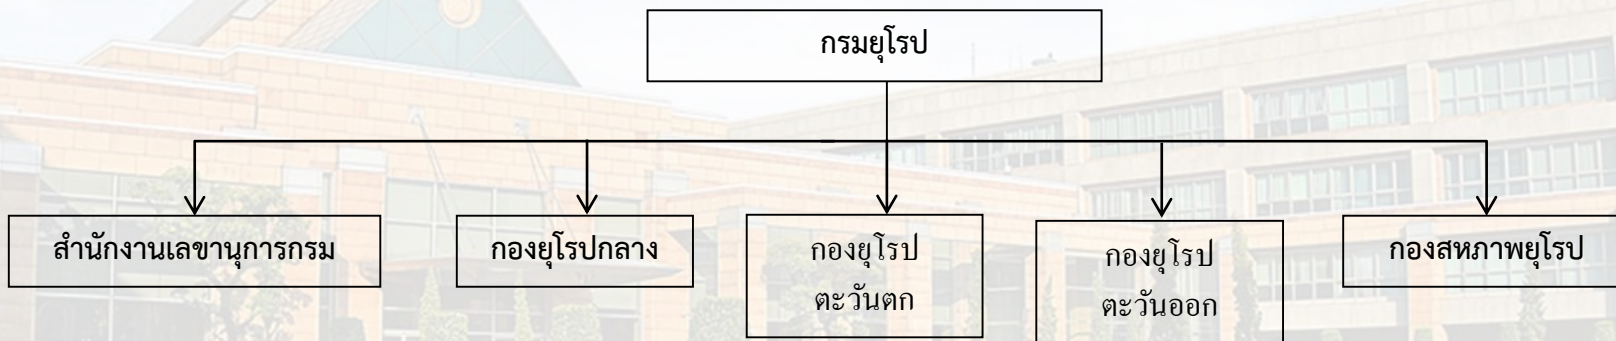 กรมยุโรป
สำนักงานเลขานุการกรม
กองยุโรปกลาง
กองยุโรป
ตะวันตก
กองยุโรป
ตะวันออก
กองสหภาพยุโรป